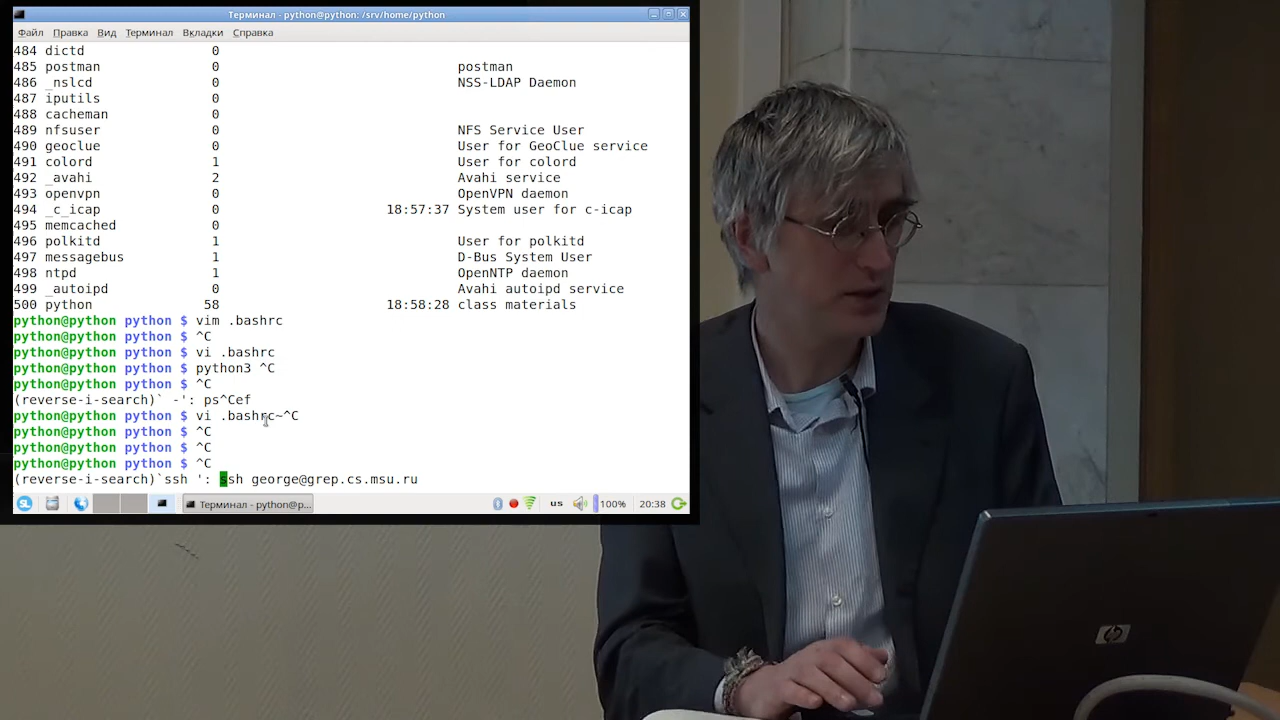 Терминал - python@python: /srv/home/python
Файл Правка Вид Терминал Вкладки Справка
484 dictd 0
485 postman 0 postman
486 _nslcd 0 NSS-LDAP Daemon
487 iputils 0
488 cacheman 0
489 nfsuser 0 NFS Service User
490 geoclue 0 User for GeoClue service
491 colord 1 User for colord
492 _avahi 2 Avahi service
493 openvpn 0 OpenVPN daemon
494 _c_icap 0 18:57:37 System user for c-icap
495 memcached 0
496 polkitd 1 User for polkitd
497 messagebus 1 D-Bus System User
498 ntpd 1 OpenNTP daemon
499 _autoipd 0 Avahi autoipd service
500 python 58 18:58:28 class materials
python@python python $ vim .bashrc
python@python python $ ^C
python@python python $ vi .bashrc
python@python python $ python3 ^C
python@python python $ ^C
(reverse-i-search)` -': ps^Cef
python@python python $ vi .bashrc~^C
python@python python $ ^C
python@python python $ ^C
python@python python $ ^C
(reverse-i-search)`ssh ': ssh george@grep.cs.msu.ru
SL Терминал - python@p... us 100% 20:38
hp